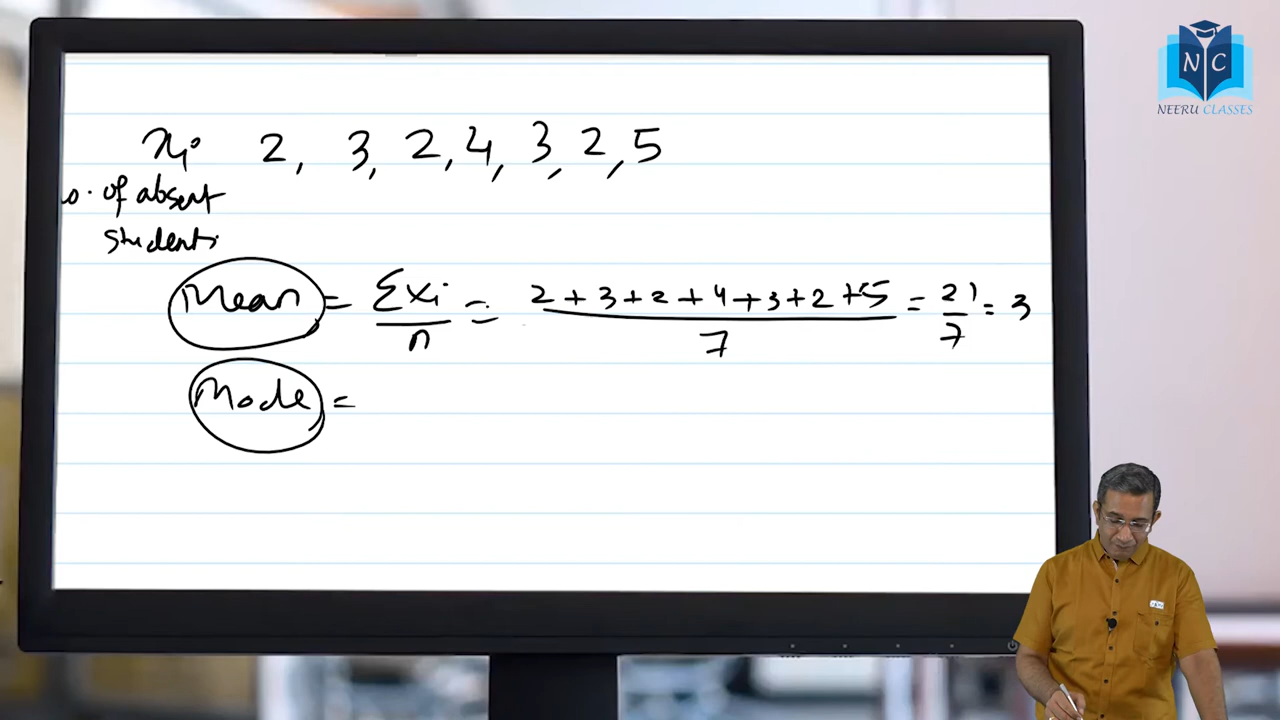 N C
NEERU CLASSES
xi 2, 3, 2, 4, 3, 2, 5
o. of absent
students
Mean = Σxi/n = 2+3+2+4+3+2+5/7 = 21/7 = 3
Mode =